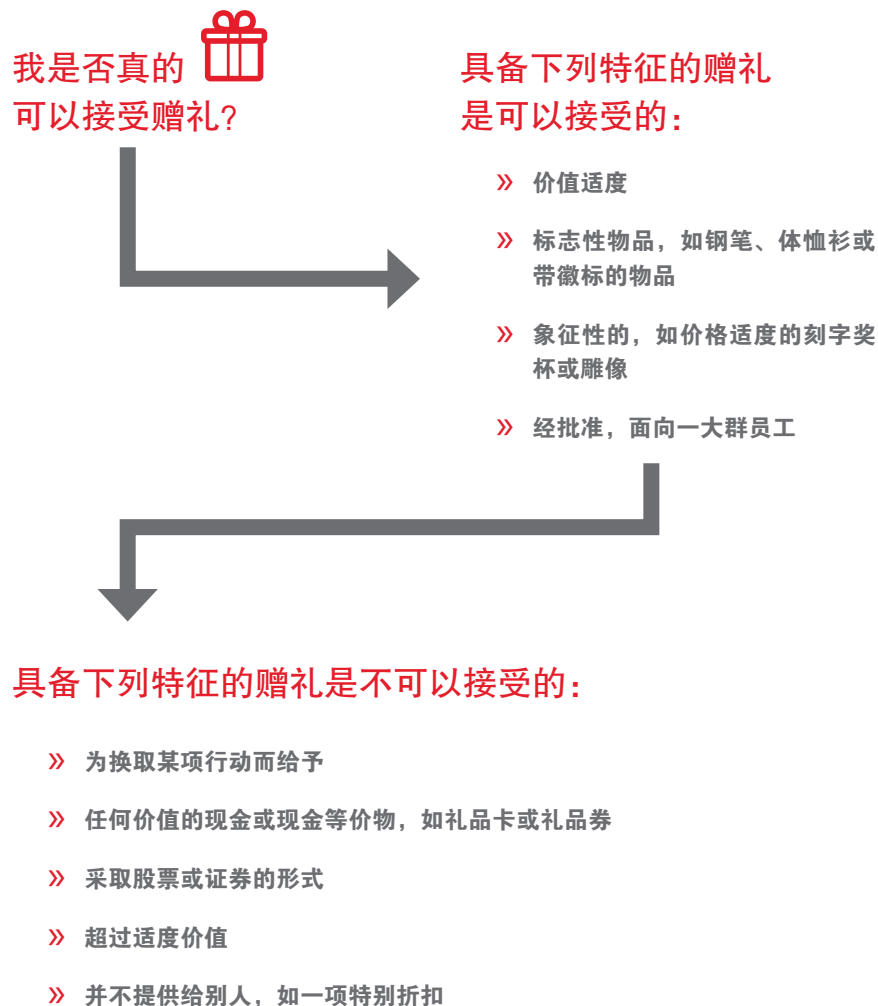 我是否真的
可以接受赠礼？
具备下列特征的赠礼
是可以接受的：
» 价值适度
» 标志性物品，如钢笔、体恤衫或
带徽标的物品
» 象征性的，如价格适度的刻字奖
杯或雕像
» 经批准，面向一大群员工
具备下列特征的赠礼是不可以接受的：
» 为换取某项行动而给予
» 任何价值的现金或现金等价物，如礼品卡或礼品券
» 采取股票或证券的形式
» 超过适度价值
» 并不提供给别人，如一项特别折扣